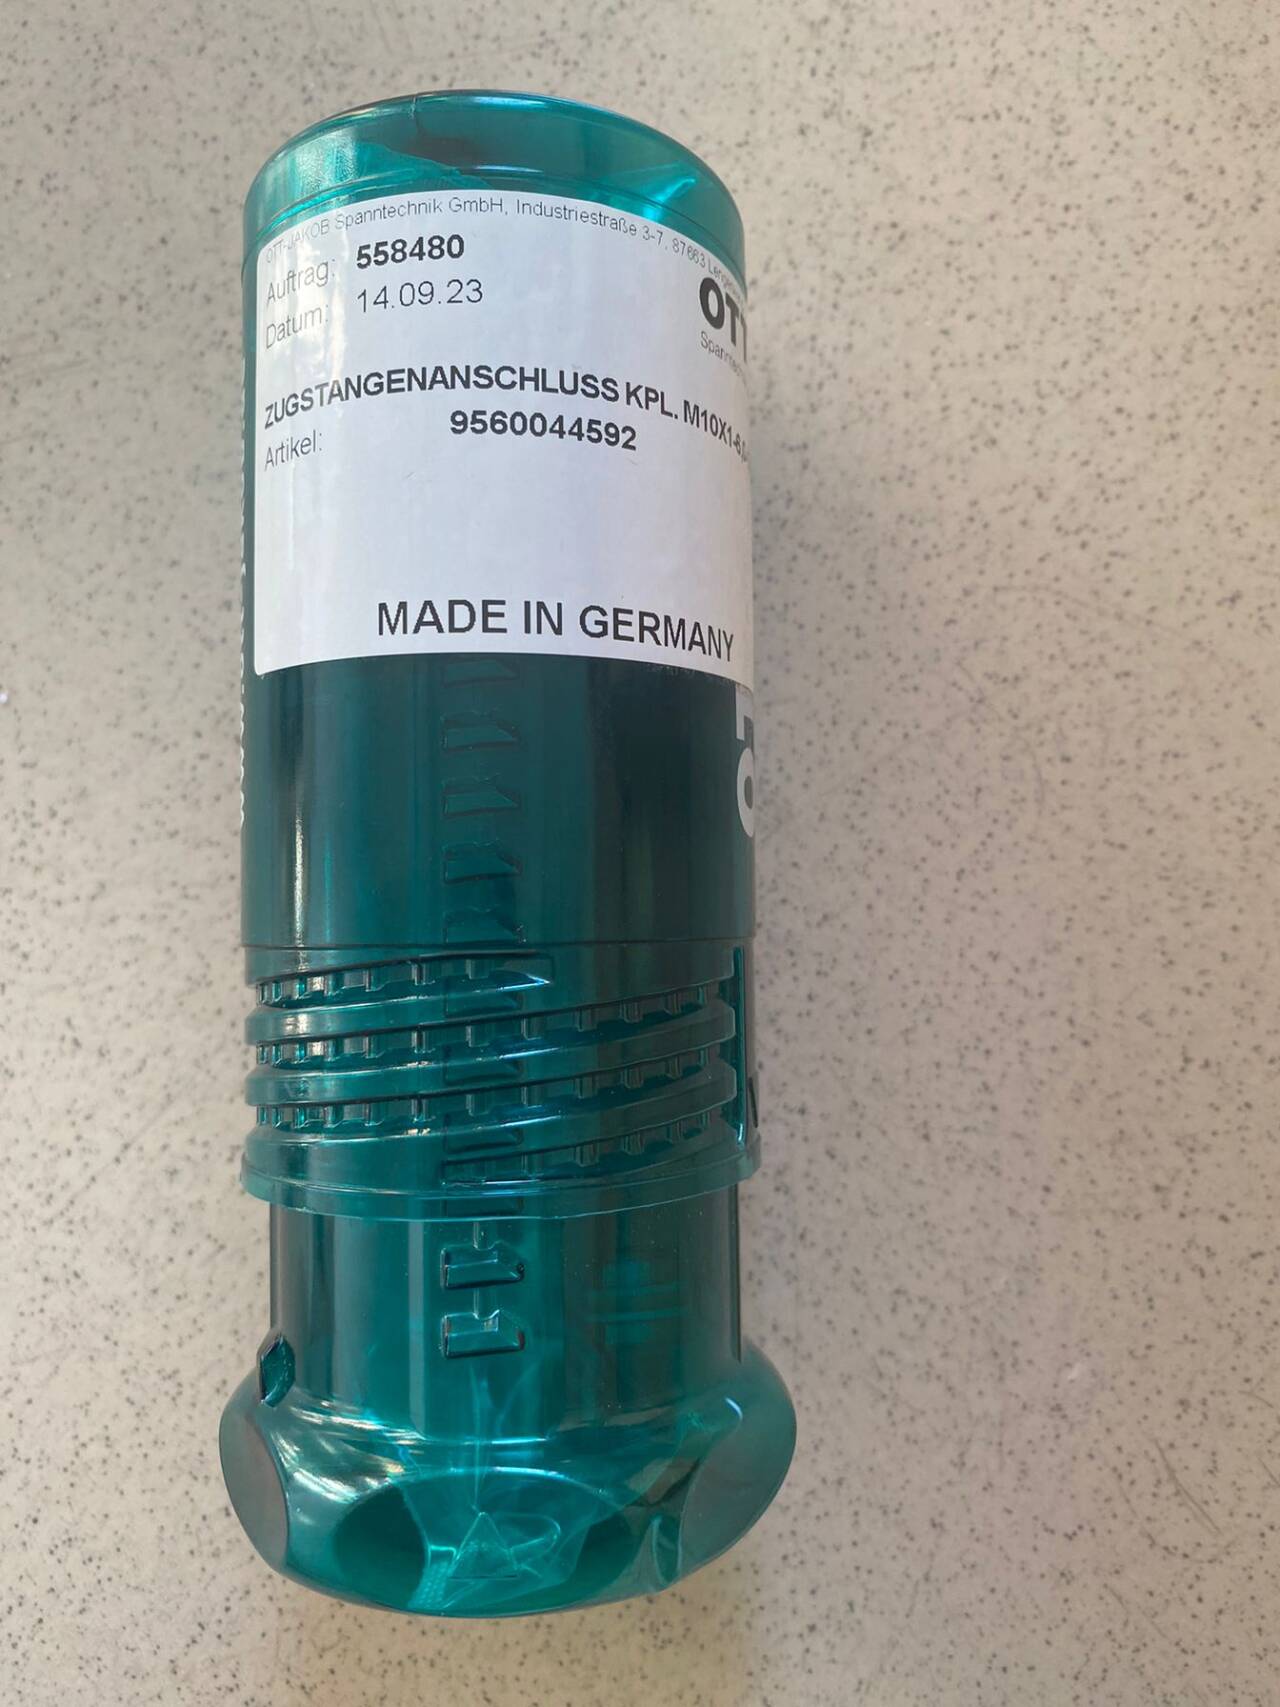 OTT-JAKOB Spanntechnik GmbH, Industriestraße 3-7, 87663
Auftrag: 558480
Datum: 14.09.23
OTT
ZUGSTANGENANSCHLUSS KPL. M10X1-6,
Artikel: 9560044592
MADE IN GERMANY